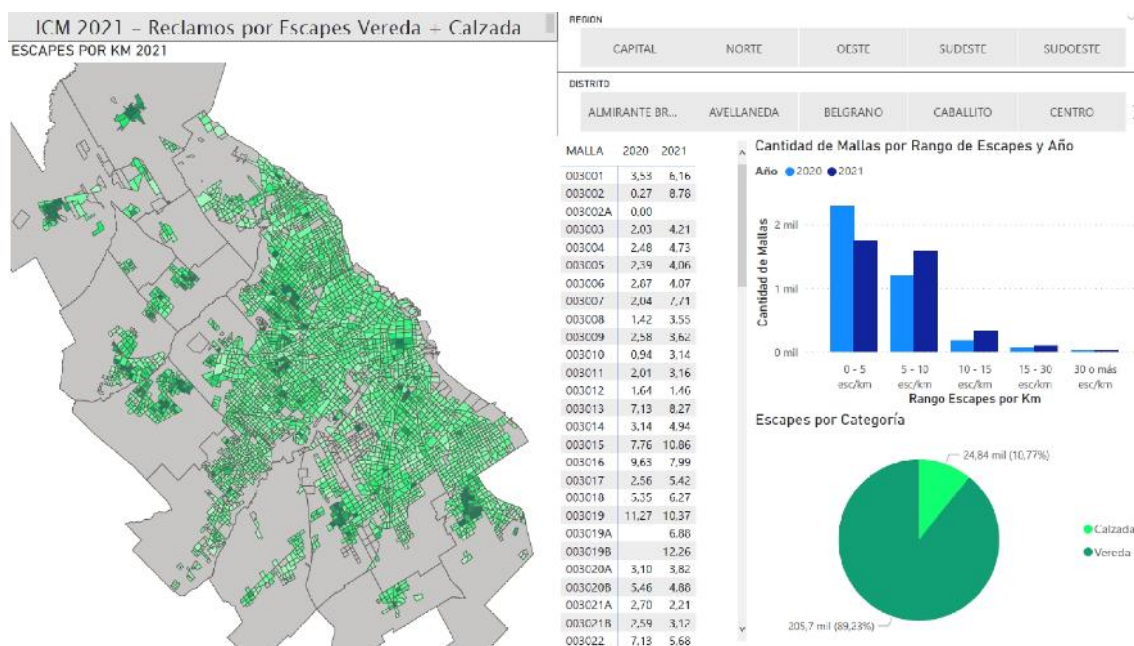 ICM 2021 – Reclamos por Escapes Vereda + Calzada
ESCAPES POR KM 2021
REGION
CAPITAL NORTE OESTE SUDESTE SUDOESTE
DISTRITO
ALMIRANTE BR... AVELLANEDA BELGRANO CABALLITO CENTRO
MALLA 2020 2021
003001 3,53 6,16
003002 0,27 8,78
003002A 0,00
003003 2,03 4,21
003004 2,48 4,73
003005 2,39 4,06
003006 2,87 4,07
003007 2,04 7,71
003008 1,42 3,55
003009 2,58 3,62
003010 0,94 3,14
003011 2,01 3,16
003012 1,64 1,46
003013 7,13 8,27
003014 3,14 4,94
003015 7,76 10,86
003016 9,63 7,99
003017 2,56 5,42
003018 5,35 6,27
003019 11,27 10,37
003019A 6,88
003019B 12,26
003020A 3,10 3,82
003020B 5,46 4,88
003021A 2,70 2,21
003021B 2,59 3,12
003022 7,13 5,68
Cantidad de Mallas por Rango de Escapes y Año
Año 2020 2021
Cantidad de Mallas
2 mil
1 mil
0 mil
0 - 5 5 - 10 10 - 15 15 - 30 30 o más
esc/km esc/km esc/km esc/km esc/km
Rango Escapes por Km
Escapes por Categoría
24,84 mil (10,77%)
Calzada
Vereda
205,7 mil (89,23%)